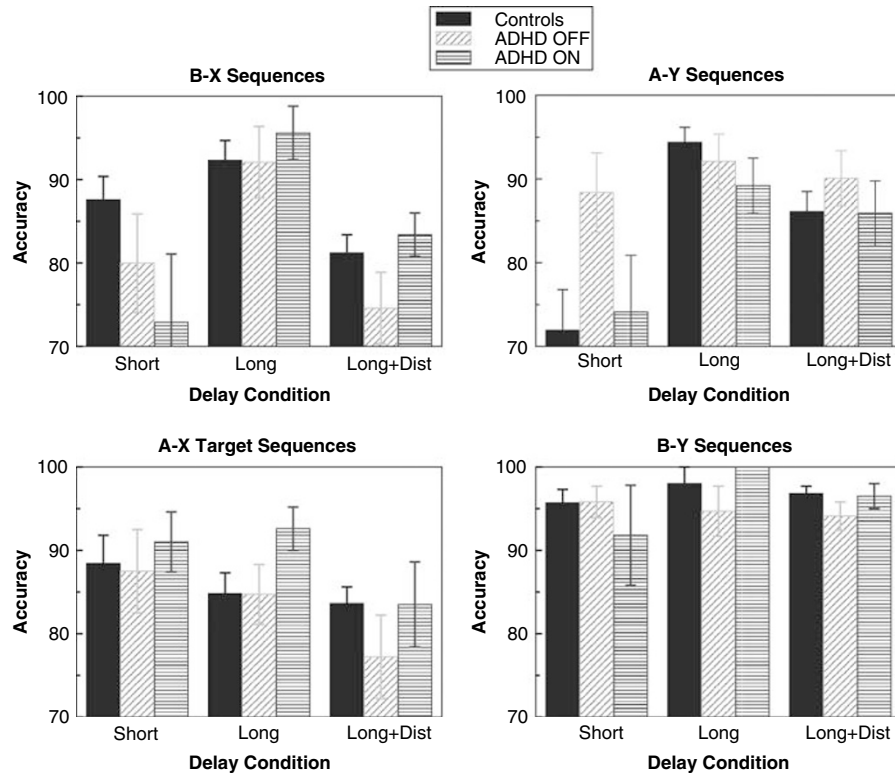 Controls
ADHD OFF
ADHD ON
B-X Sequences
100
90
80
70
Accuracy
Short Long Long+Dist
Delay Condition
A-Y Sequences
100
90
80
70
Accuracy
Short Long Long+Dist
Delay Condition
A-X Target Sequences
100
90
80
70
Accuracy
Short Long Long+Dist
Delay Condition
B-Y Sequences
100
90
80
70
Accuracy
Short Long Long+Dist
Delay Condition